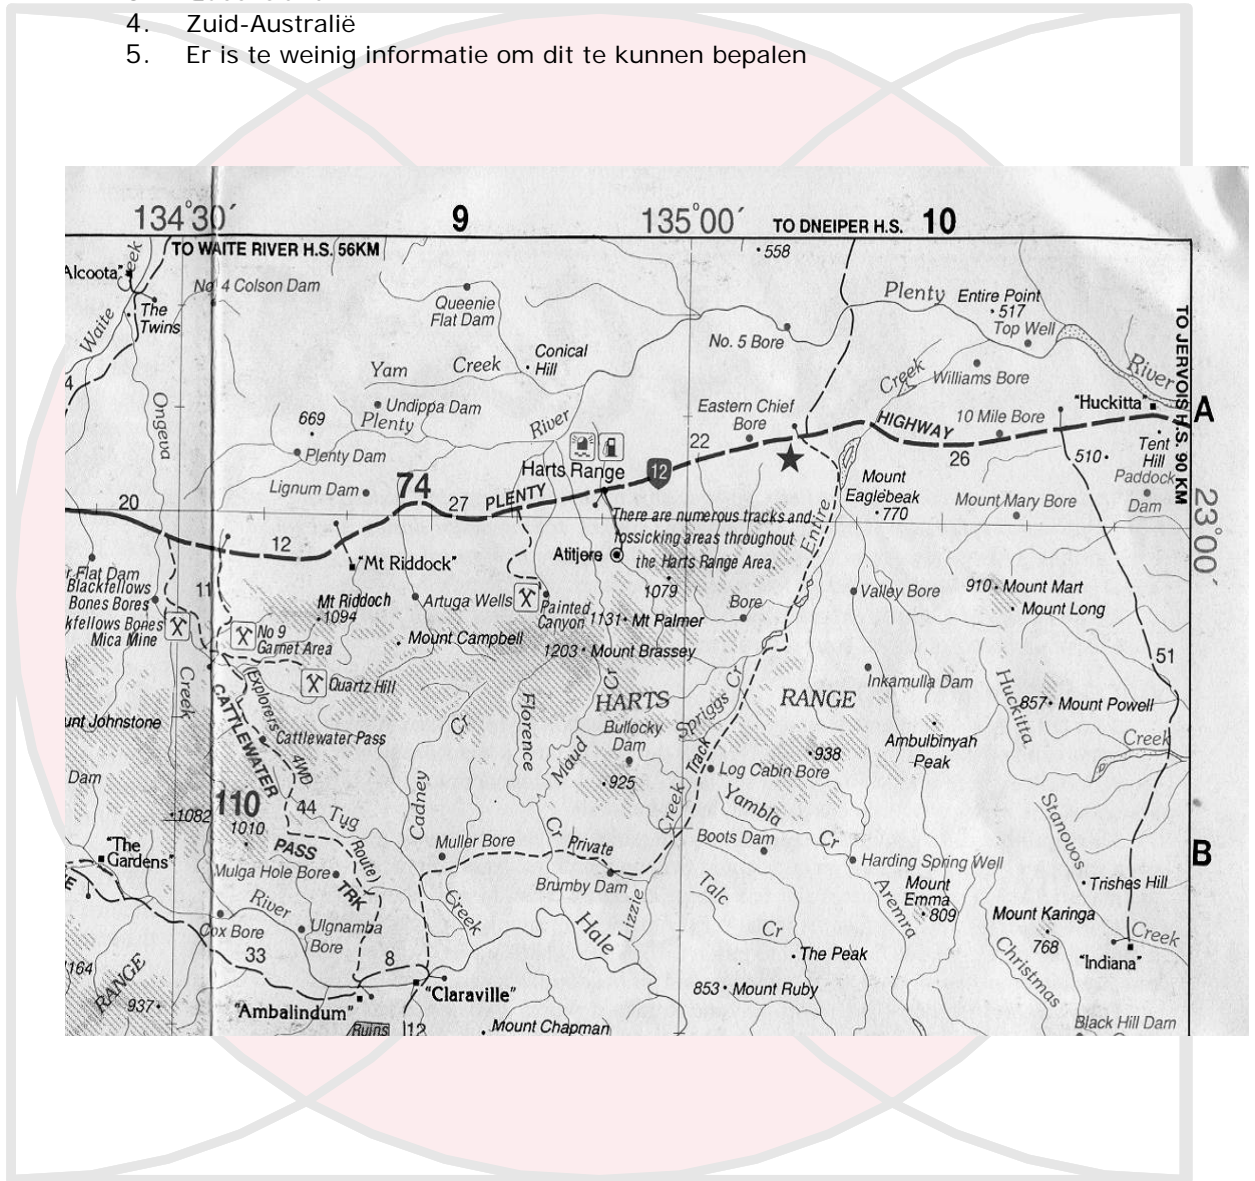 4. Zuid-Australië
5. Er is te weinig informatie om dit te kunnen bepalen
134°30´ 9 135°00´ TO DNEIPER H.S. 10
TO WAITE RIVER H.S. 56KM
558
Alcoota"
Creek
No 4 Colson Dam
The
Twins
Waite
Queenie
Flat Dam
Plenty
Entire Point
517
Top Well
No. 5 Bore
TO JERVOIS H.S. 90 KM
Conical
Hill
Yam Creek
Creek
Williams Bore
River
4
Ongeva
Undippa Dam
Plenty
River
669
Eastern Chief
Bore
HIGHWAY
10 Mile Bore
"Huckitta"
A
Plenty Dam
22
26
Tent
Hill
510
Harts Range
12
Lignum Dam
74
27
PLENTY
Mount
Eaglebeak
770
Mount Mary Bore
Paddock
Dam
23°00´
20
12
There are numerous tracks and
fossicking areas throughout
the Harts Range Area.
Entire
Atitjere
"Mt Riddock"
r Flat Dam
Blackfellows
Bones Bores
11
1079
Valley Bore
910 Mount Mart
Mount Long
Mt Riddoch
1094
Artuga Wells
Painted
Canyon
1131 Mt Palmer
Bore
kfellows Bones
Mica Mine
No 9
Garnet Area
Mount Campbell
1203 Mount Brassey
51
Creek
Quartz Hill
Explorers
Cr
HARTS
RANGE
Inkamulla Dam
Huckitta
857 Mount Powell
unt Johnstone
CATTLEWATER
Cattlewater Pass
Cr
Florence
Bullocky
Dam
Spriggs Cr
Ambulbinyah
Peak
Creek
Dam
4WD
Maud
925
Track
938
Log Cabin Bore
110
44
1082
1010
Tug
Cadney
Creek
Yambla
Cr
Stanovos
"The
Gardens"
PASS
Route)
Muller Bore
Cr
Private
Boots Dam
Harding Spring Well
B
Mulga Hole Bore
TRK
Brumby Dam
Talc
Aremra
Mount
Emma
809
Trishes Hill
E
River
Cox Bore
Ulgnamba
Bore
Creek
Hale
Lizzie
Cr
The Peak
Mount Karinga
768
Creek
"Indiana"
164
RANGE
33
8
Christmas
937
"Claraville"
853 Mount Ruby
"Ambalindum"
Ruins
12
Mount Chapman
Black Hill Dam